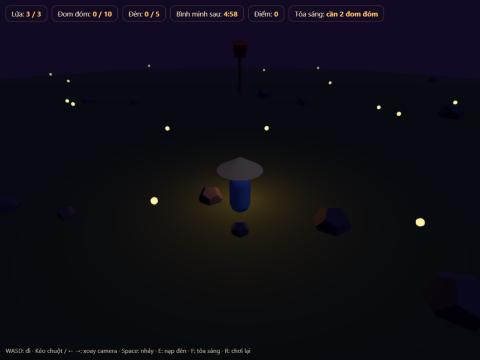 Lửa: 3 / 3 Đom đóm: 0 / 10 Đèn: 0 / 5 Bình minh sau: 4:58 Điểm: 0 Tỏa sáng: cần 2 đom đóm
WASD: đi · Kéo chuột / ← →: xoay camera · Space: nhảy · E: nạp đèn · F: tỏa sáng · R: chơi lại